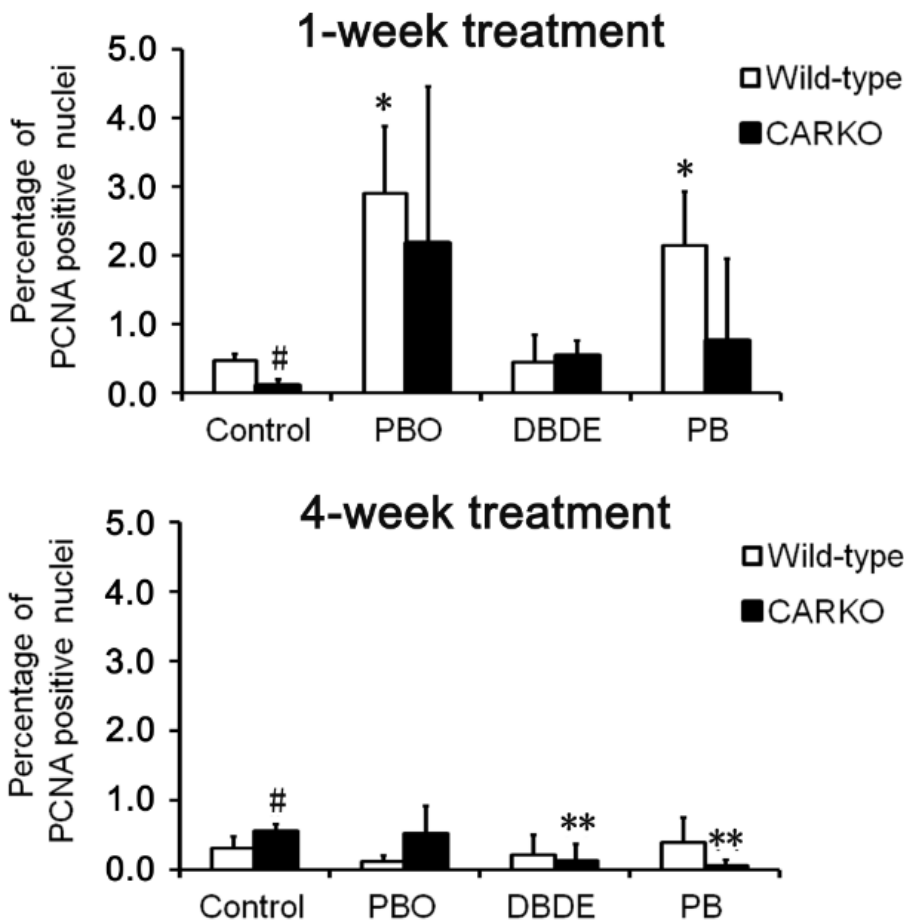 1-week treatment
Percentage of
PCNA positive nuclei
5.0
4.0
3.0
2.0
1.0
0.0
Wild-type
CARKO
*
*
#
Control PBO DBDE PB
4-week treatment
Percentage of
PCNA positive nuclei
5.0
4.0
3.0
2.0
1.0
0.0
Wild-type
CARKO
#
**
**
Control PBO DBDE PB